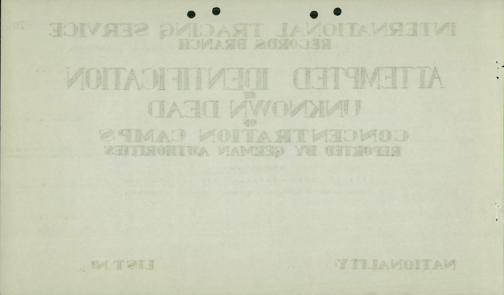 INTERNATIONAL TRACING SERVICE
RECORDS BRANCH
ATTEMPTED IDENTIFICATION
OF
UNKNOWN DEAD
OF
CONCENTRATION CAMPS
REPORTED BY GERMAN AUTHORITIES
NATIONALITY
LIST Nº